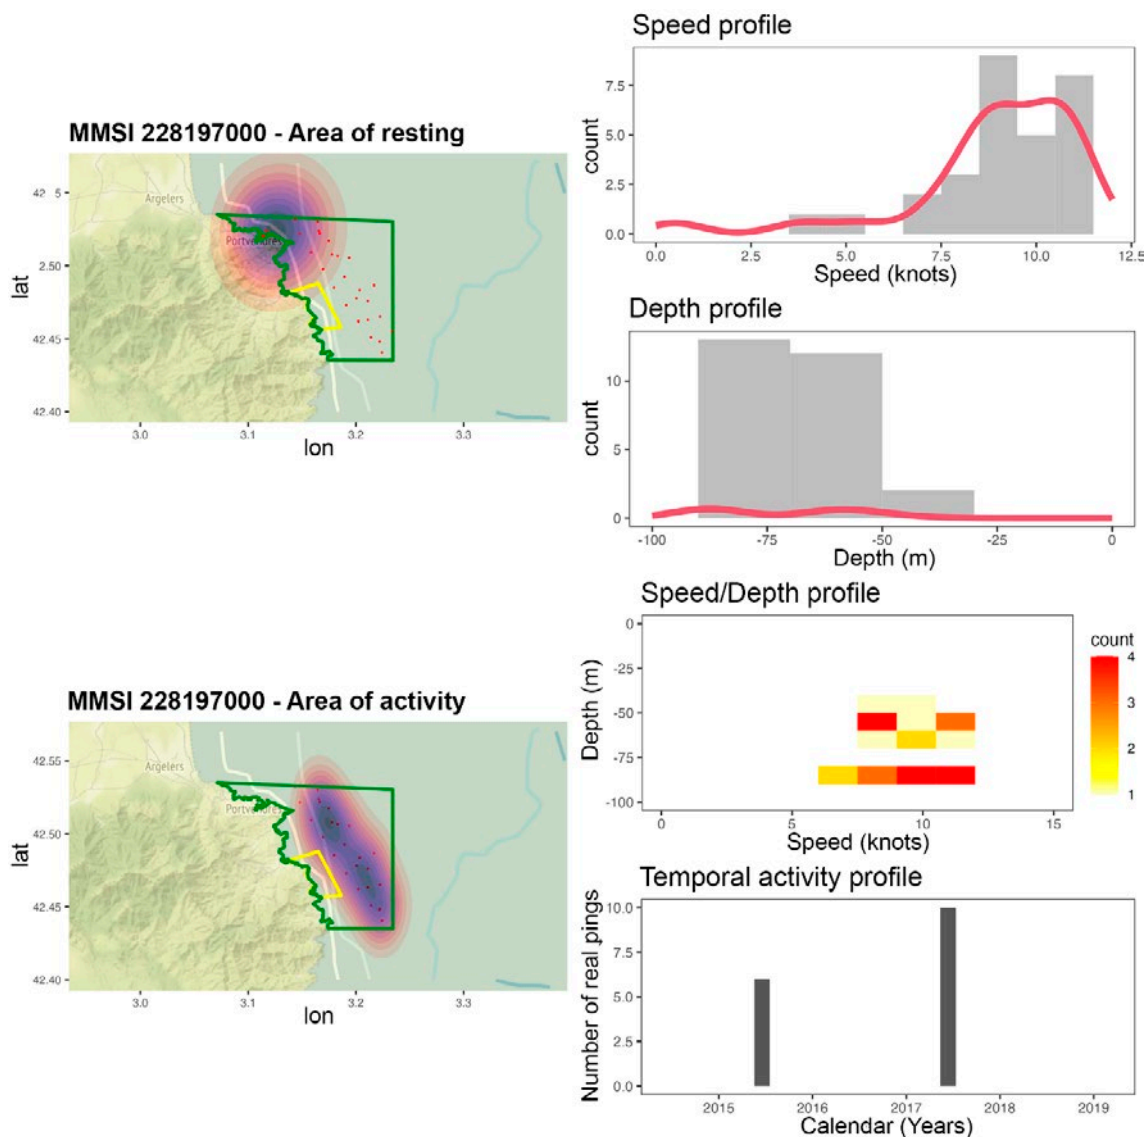 MMSI 228197000 - Area of resting
42 5
2.50
42.45
42.40
lat
Argelers
Portvendres
3.0
3.1
3.2
3.3
lon
Speed profile
7.5
5.0
2.5
0.0
count
0.0
2.5
5.0
7.5
10.0
12.5
Speed (knots)
Depth profile
10
5
0
count
-100
-75
-50
-25
0
Depth (m)
MMSI 228197000 - Area of activity
42.55
42.50
42.45
42.40
lat
Argelers
Portvendres
3.0
3.1
3.2
3.3
lon
Speed/Depth profile
0
-25
-50
-75
-100
Depth (m)
0
5
10
15
Speed (knots)
count
4
3
2
1
Temporal activity profile
10.0
7.5
5.0
2.5
0.0
Number of real pings
2015
2016
2017
2018
2019
Calendar (Years)